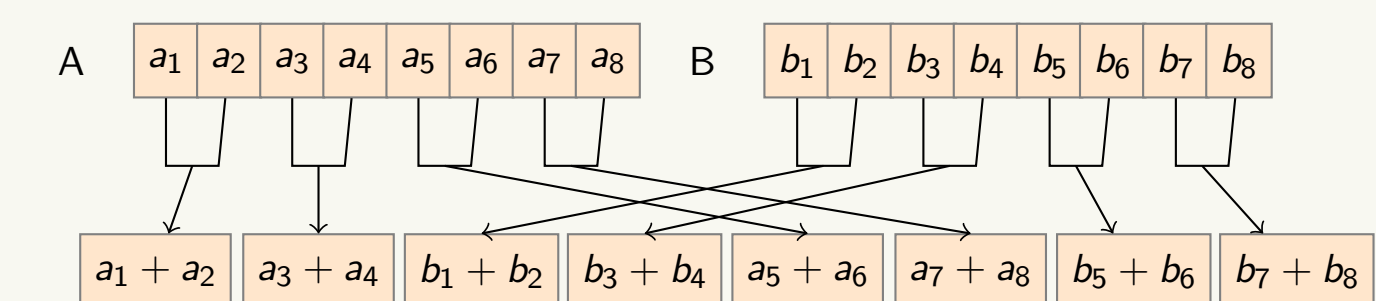 A a₁ a₂ a₃ a₄ a₅ a₆ a₇ a₈ B b₁ b₂ b₃ b₄ b₅ b₆ b₇ b₈
a₁ + a₂ a₃ + a₄ b₁ + b₂ b₃ + b₄ a₅ + a₆ a₇ + a₈ b₅ + b₆ b₇ + b₈